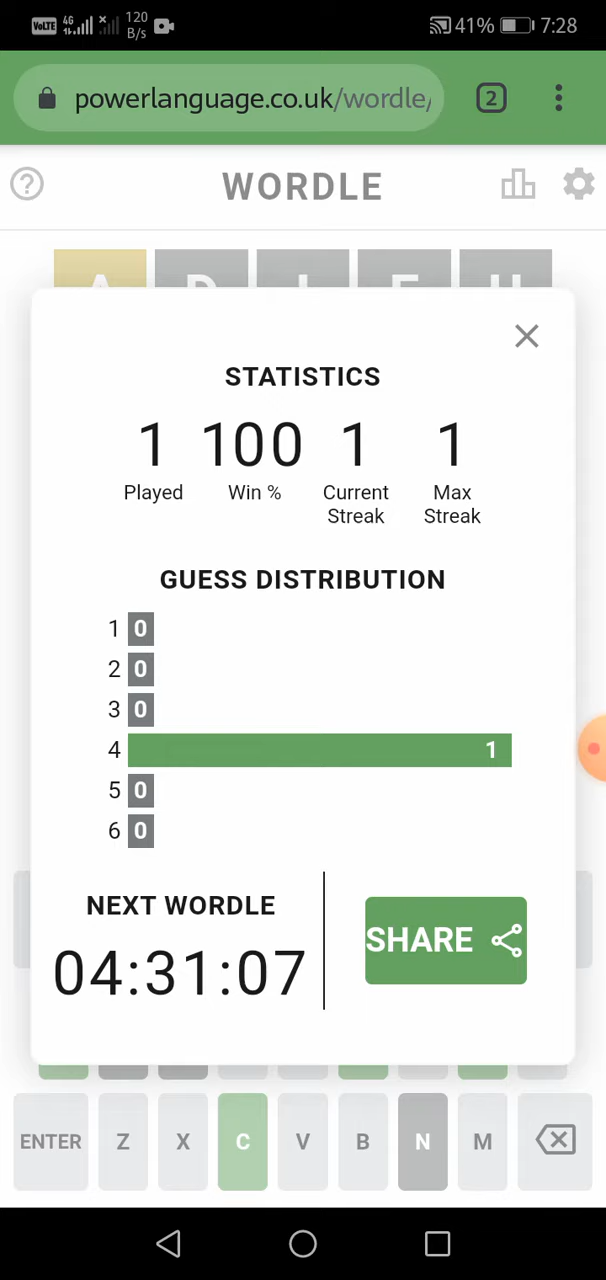 VoLTE 4G 120 B/s 41% 7:28
powerlanguage.co.uk/wordle/ 2
? WORDLE
A D I E U
STATISTICS
1 100 1 1
Played Win % Current Streak Max Streak
GUESS DISTRIBUTION
1 0
2 0
3 0
4 1
5 0
6 0
NEXT WORDLE
04:31:07
SHARE
ENTER Z X C V B N M